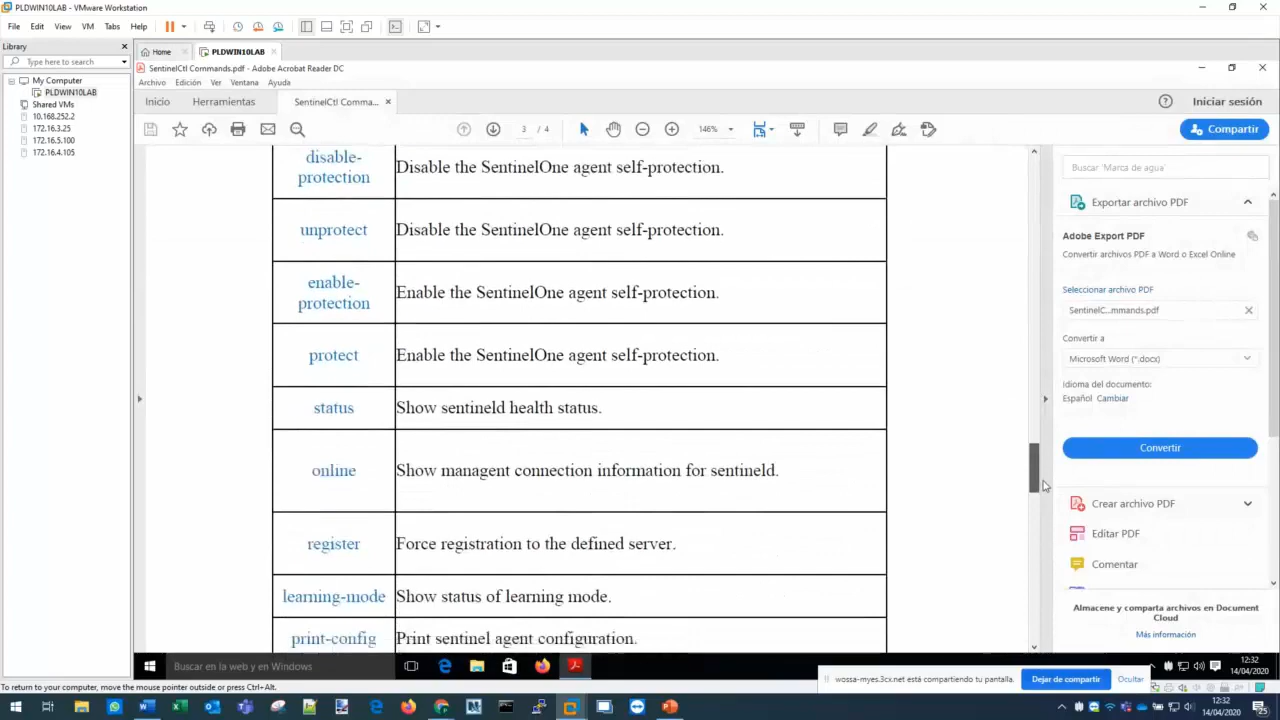 PLDWIN10LAB - VMware Workstation
File Edit View VM Tabs Help
Library
Type here to search
My Computer
PLDWIN10LAB
Shared VMs
10.168.252.2
172.16.3.25
172.16.5.100
172.16.4.105
Home
PLDWIN10LAB
SentinelCtl Commands.pdf - Adobe Acrobat Reader DC
Archivo Edición Ver Ventana Ayuda
Inicio Herramientas SentinelCtl Comma...
Iniciar sesión
3 / 4
146%
Compartir
disable-
protection
Disable the SentinelOne agent self-protection.
unprotect
Disable the SentinelOne agent self-protection.
enable-
protection
Enable the SentinelOne agent self-protection.
protect
Enable the SentinelOne agent self-protection.
status
Show sentineld health status.
online
Show managent connection information for sentineld.
register
Force registration to the defined server.
learning-mode
Show status of learning mode.
print-config
Print sentinel agent configuration.
Buscar 'Marca de agua'
Exportar archivo PDF
Adobe Export PDF
Convertir archivos PDF a Word o Excel Online
Seleccionar archivo PDF
SentinelC...mmands.pdf
Convertir a
Microsoft Word (*.docx)
Idioma del documento:
Español Cambiar
Convertir
Crear archivo PDF
Editar PDF
Comentar
Almacene y comparta archivos en Document
Cloud
Más información
Buscar en la web y en Windows
12:32
14/04/2020
wossa-myes.3cx.net está compartiendo tu pantalla.
Dejar de compartir
Ocultar
To return to your computer, move the mouse pointer outside or press Ctrl+Alt.
12:32
14/04/2020
25